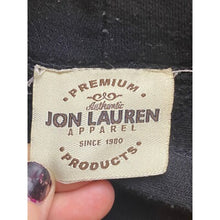 • PREMIUM •
Authentic
JON LAUREN
APPAREL
SINCE 1980
• PRODUCTS •